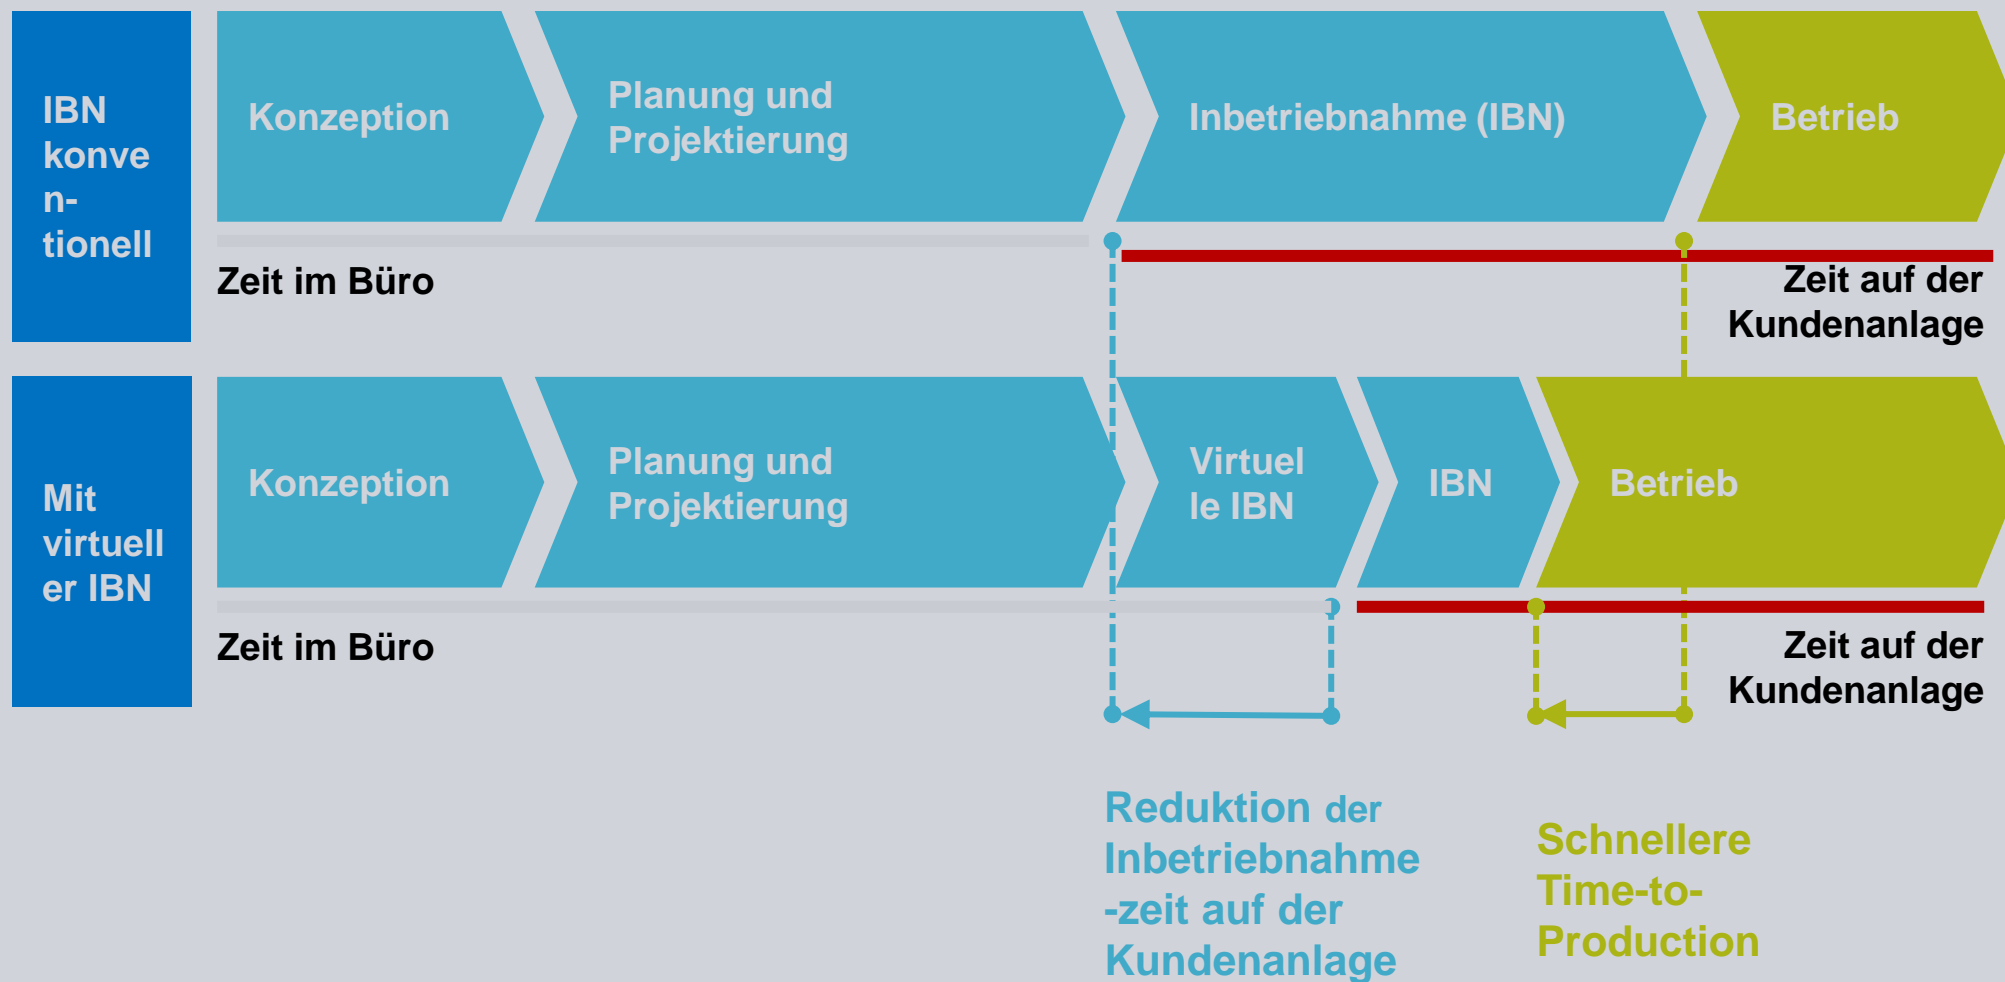 IBN
konve
n-
tionell
Konzeption
Planung und
Projektierung
Inbetriebnahme (IBN)
Betrieb
Zeit im Büro
Zeit auf der
Kundenanlage
Mit
virtuell
er IBN
Konzeption
Planung und
Projektierung
Virtuel
le IBN
IBN
Betrieb
Zeit im Büro
Zeit auf der
Kundenanlage
Reduktion der
Inbetriebnahme
-zeit auf der
Kundenanlage
Schnellere
Time-to-
Production